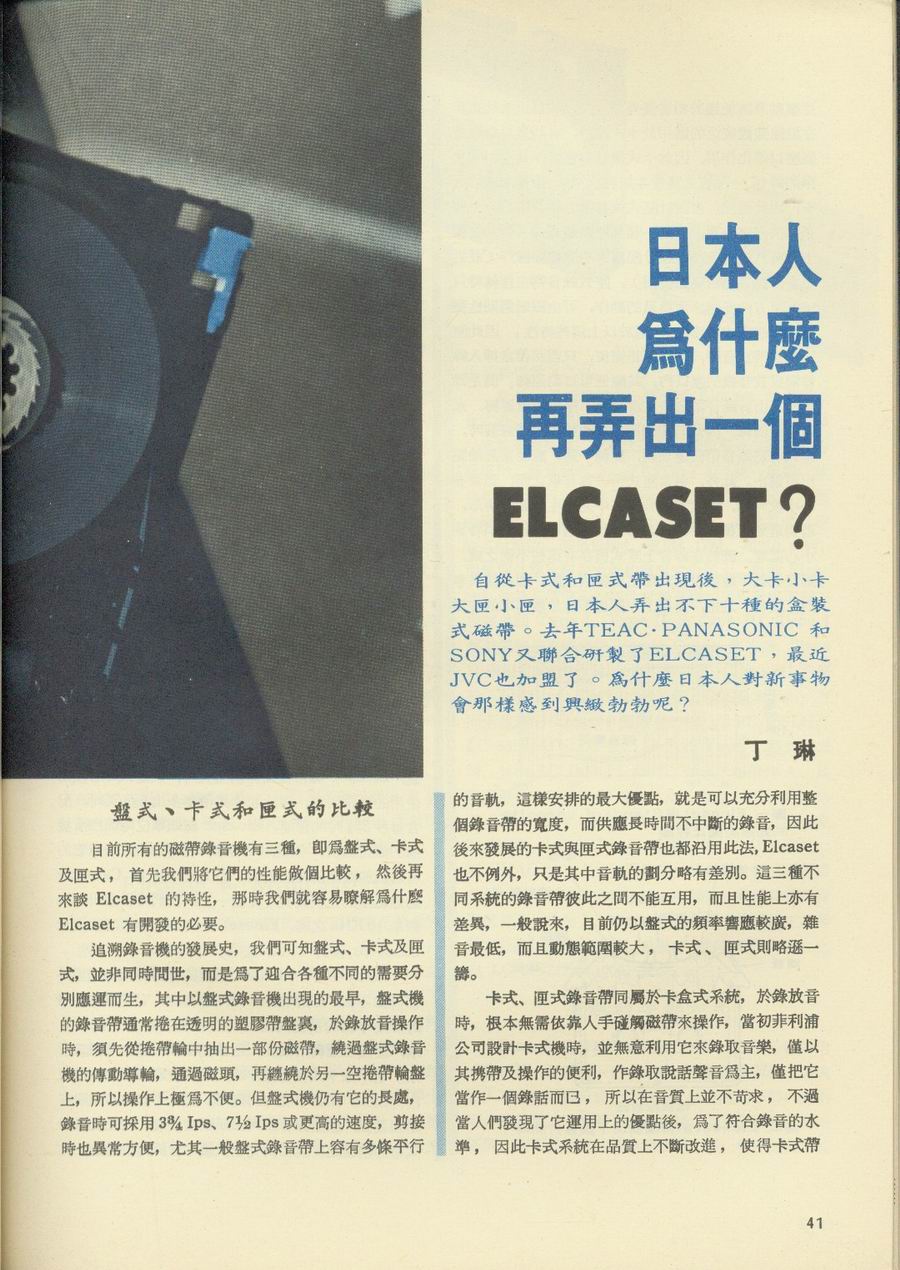 日本人
爲什麼
再弄出一個
ELCASET?
自從卡式和匣式帶出現後，大卡小卡
大匣小匣，日本人弄出不下十種的盒裝
式磁帶。去年TEAC·PANASONIC 和
SONY又聯合研製了ELCASET，最近
JVC也加盟了。爲什麼日本人對新事物
會那樣感到興緻勃勃呢？
丁 琳
盤式、卡式和匣式的比較
目前所有的磁帶錄音機有三種，卽爲盤式、卡式
及匣式，首先我們將它們的性能做個比較，然後再
來談 Elcaset 的特性，那時我們就容易瞭解爲什麽
Elcaset 有開發的必要。
追溯錄音機的發展史，我們可知盤式、卡式及匣
式，並非同時問世，而是爲了迎合各種不同的需要分
別應運而生，其中以盤式錄音機出現的最早，盤式機
的錄音帶通常捲在透明的塑膠帶盤裏，於錄放音操作
時，須先從捲帶輪中抽出一部份磁帶，繞過盤式錄音
機的傳動導輪，通過磁頭，再纏繞於另一空捲帶輪盤
上，所以操作上極爲不便。但盤式機仍有它的長處，
錄音時可採用 3¾ Ips、7½ Ips 或更高的速度，剪接
時也異常方便，尤其一般盤式錄音帶上容有多條平行
的音軌，這樣安排的最大優點，就是可以充分利用整
個錄音帶的寬度，而供應長時間不中斷的錄音，因此
後來發展的卡式與匣式錄音帶也都沿用此法，Elcaset
也不例外，只是其中音軌的劃分略有差別。這三種不
同系統的錄音帶彼此之間不能互用，而且性能上亦有
差異，一般說來，目前仍以盤式的頻率響應較廣，雜
音最低，而且動態範圍較大，卡式、匣式則略遜一
籌。
卡式、匣式錄音帶同屬於卡盒式系統，於錄放音
時，根本無需依靠人手碰觸磁帶來操作，當初菲利浦
公司設計卡式機時，並無意利用它來錄取音樂，僅以
其携帶及操作的便利，作錄取說話聲音爲主，僅把它
當作一個錄話而已，所以在音質上並不苛求，不過
當人們發現了它運用上的優點後，爲了符合錄音的水
準，因此卡式系統在品質上不斷改進，使得卡式帶
41